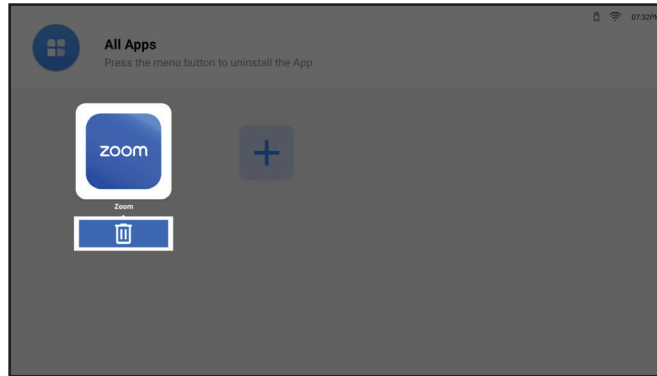 07:32PM
All Apps
Press the menu button to uninstall the App
zoom
Zoom